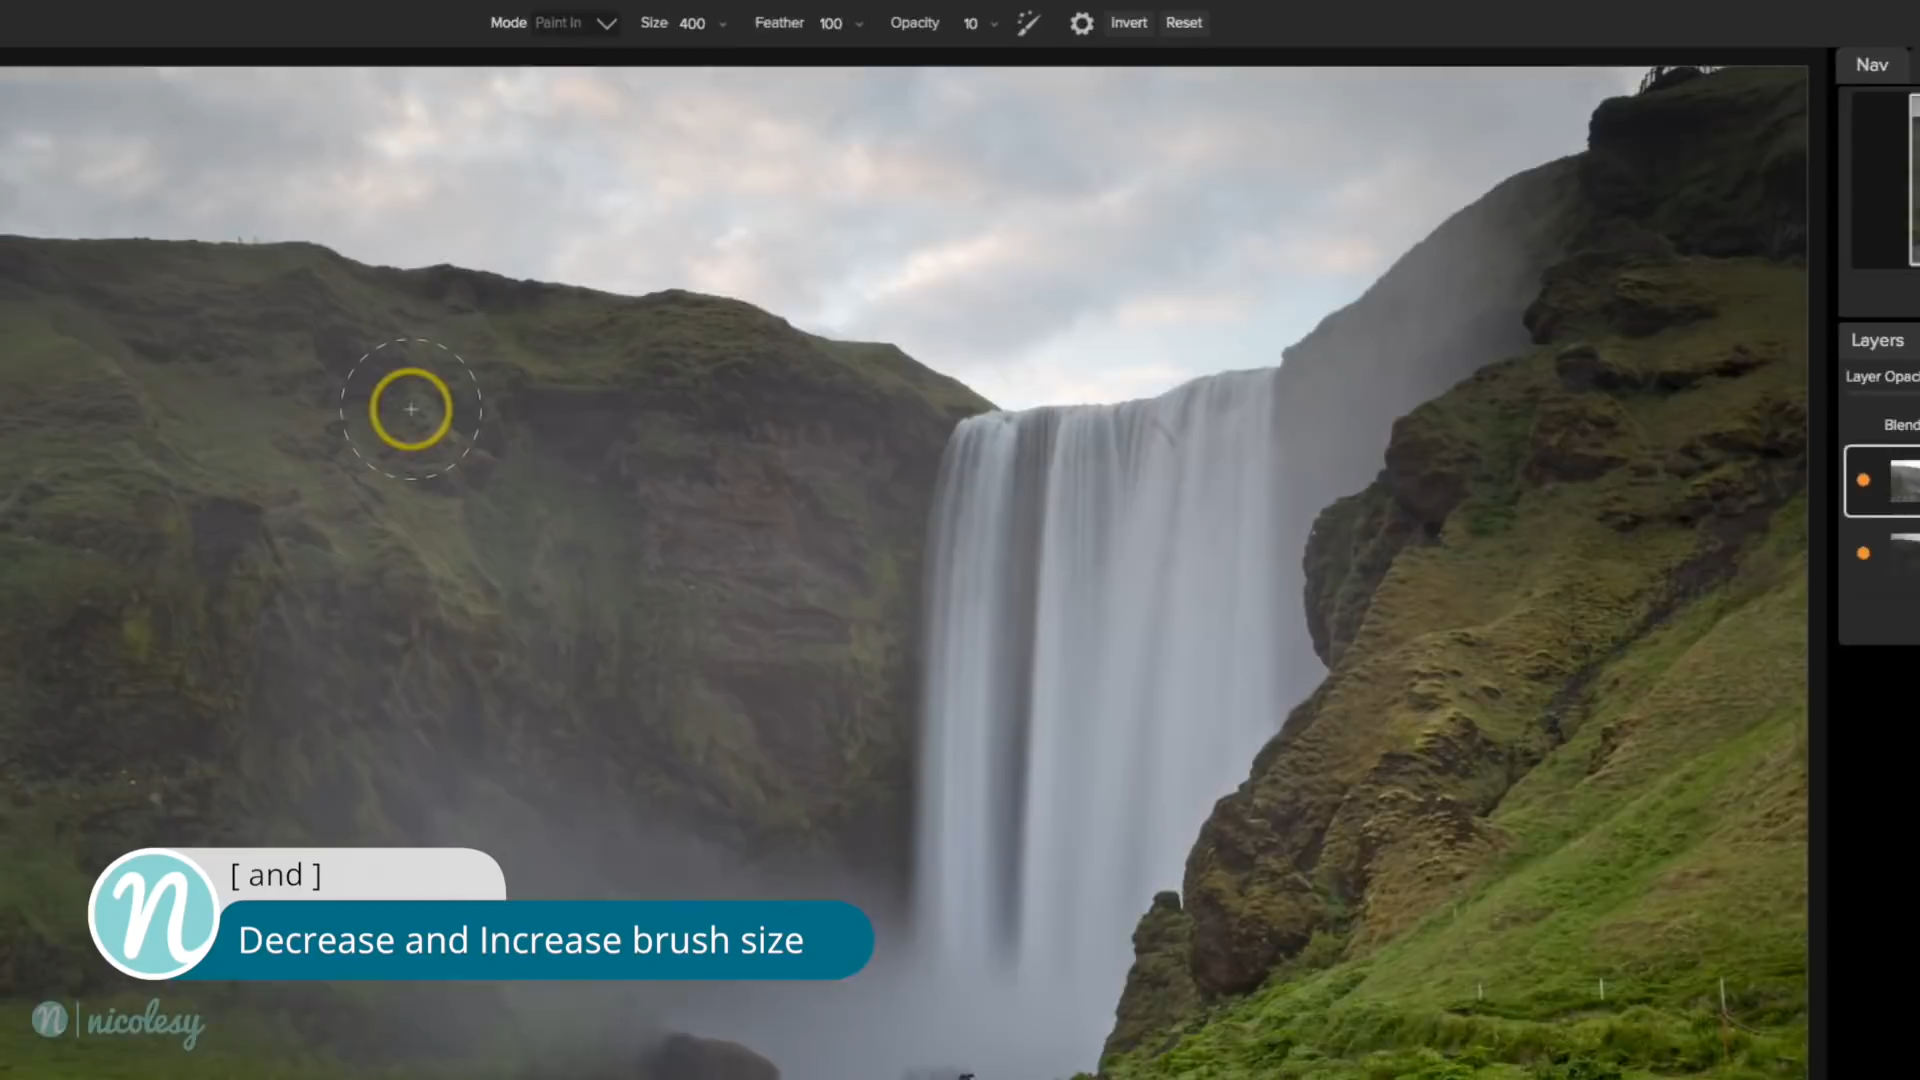 Mode Paint In Size 400 Feather 100 Opacity 10 Invert Reset
Nav
Layers
Layer Opac
Blend
[ and ]
Decrease and Increase brush size
n | nicolesy